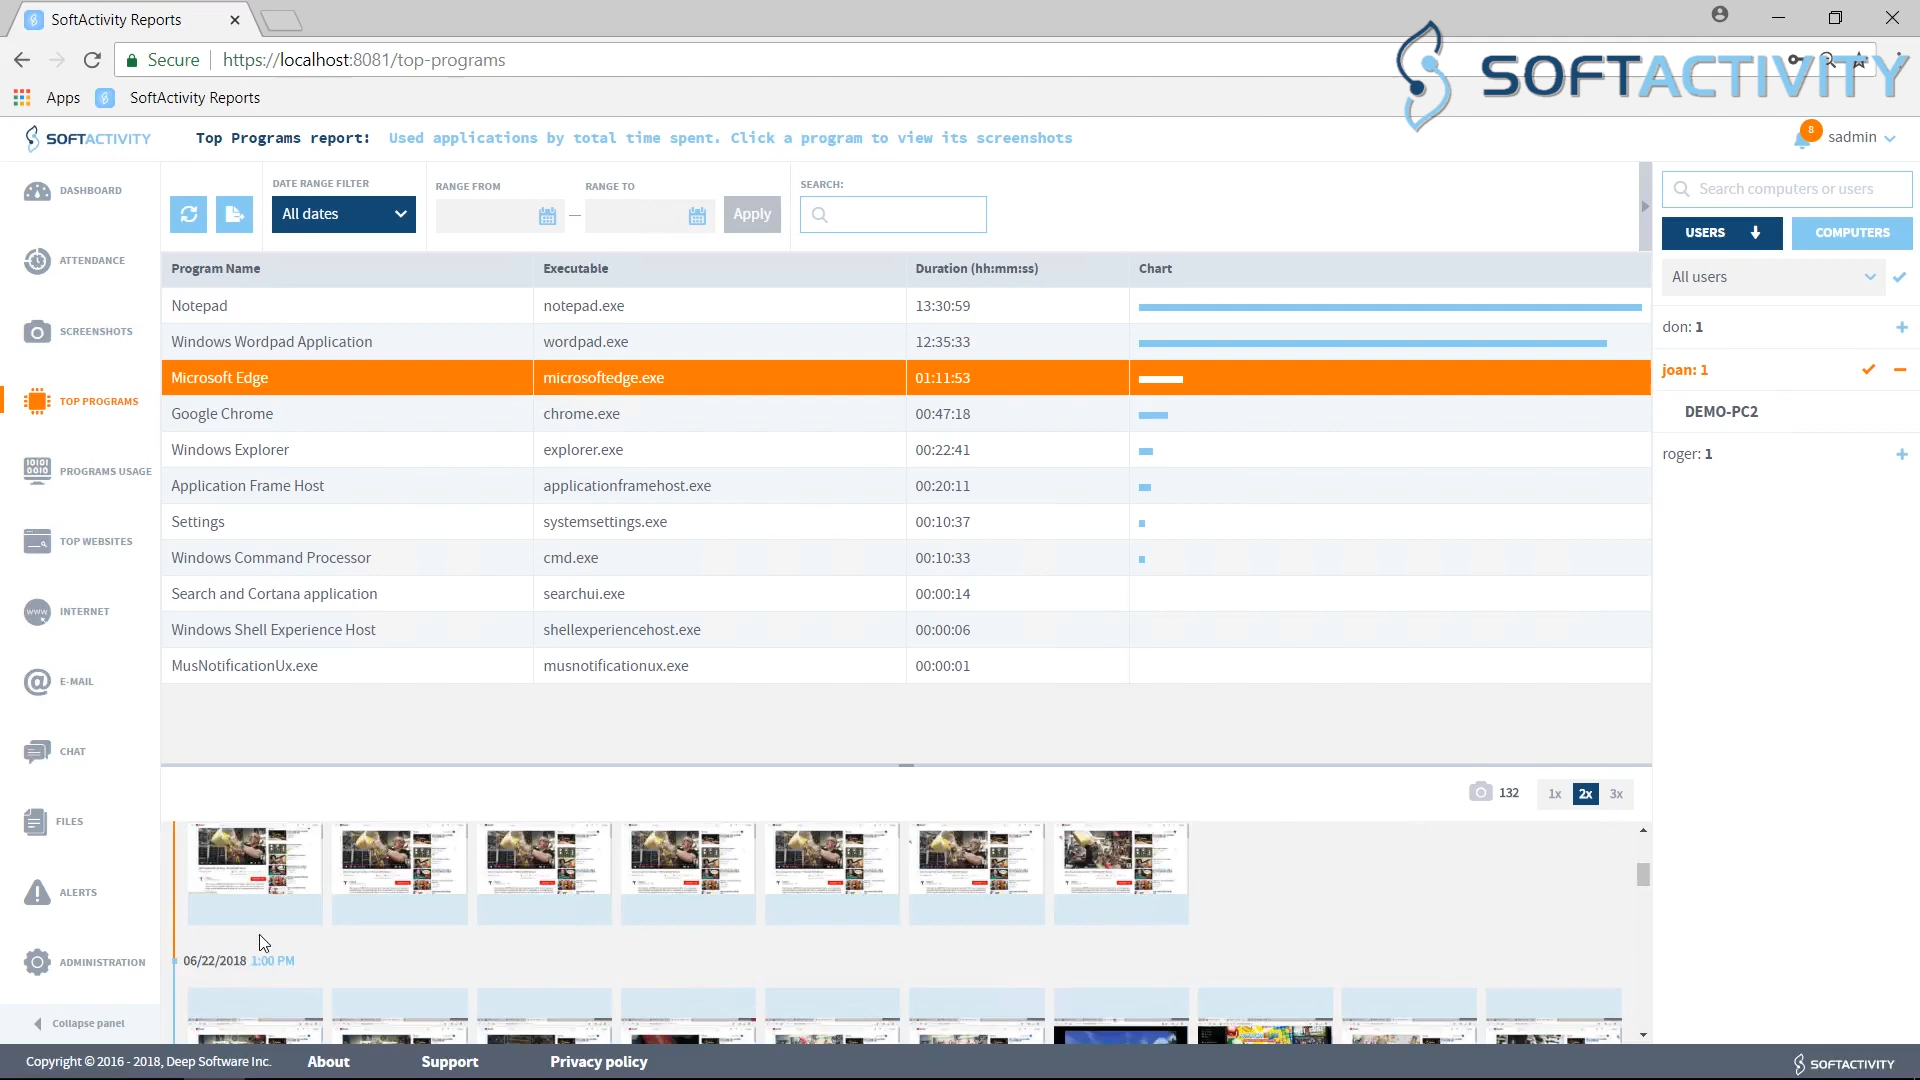 SoftActivity Reports
Secure
https://localhost:8081/top-programs
SOFTACTIVITY
Apps
SoftActivity Reports
SOFTACTIVITY
Top Programs report: Used applications by total time spent. Click a program to view its screenshots
8
sadmin
DASHBOARD
ATTENDANCE
SCREENSHOTS
TOP PROGRAMS
PROGRAMS USAGE
TOP WEBSITES
INTERNET
E-MAIL
CHAT
FILES
ALERTS
ADMINISTRATION
Collapse panel
DATE RANGE FILTER
All dates
RANGE FROM
RANGE TO
Apply
SEARCH:
Program Name Executable Duration (hh:mm:ss) Chart
Notepad notepad.exe 13:30:59
Windows Wordpad Application wordpad.exe 12:35:33
Microsoft Edge microsoftedge.exe 01:11:53
Google Chrome chrome.exe 00:47:18
Windows Explorer explorer.exe 00:22:41
Application Frame Host applicationframehost.exe 00:20:11
Settings systemsettings.exe 00:10:37
Windows Command Processor cmd.exe 00:10:33
Search and Cortana application searchui.exe 00:00:14
Windows Shell Experience Host shellexperiencehost.exe 00:00:06
MusNotificationUx.exe musnotificationux.exe 00:00:01
132
1x 2x 3x
06/22/2018 1:00 PM
Search computers or users
USERS
COMPUTERS
All users
don: 1
joan: 1
DEMO-PC2
roger: 1
Copyright © 2016 - 2018, Deep Software Inc.
About
Support
Privacy policy
SOFTACTIVITY